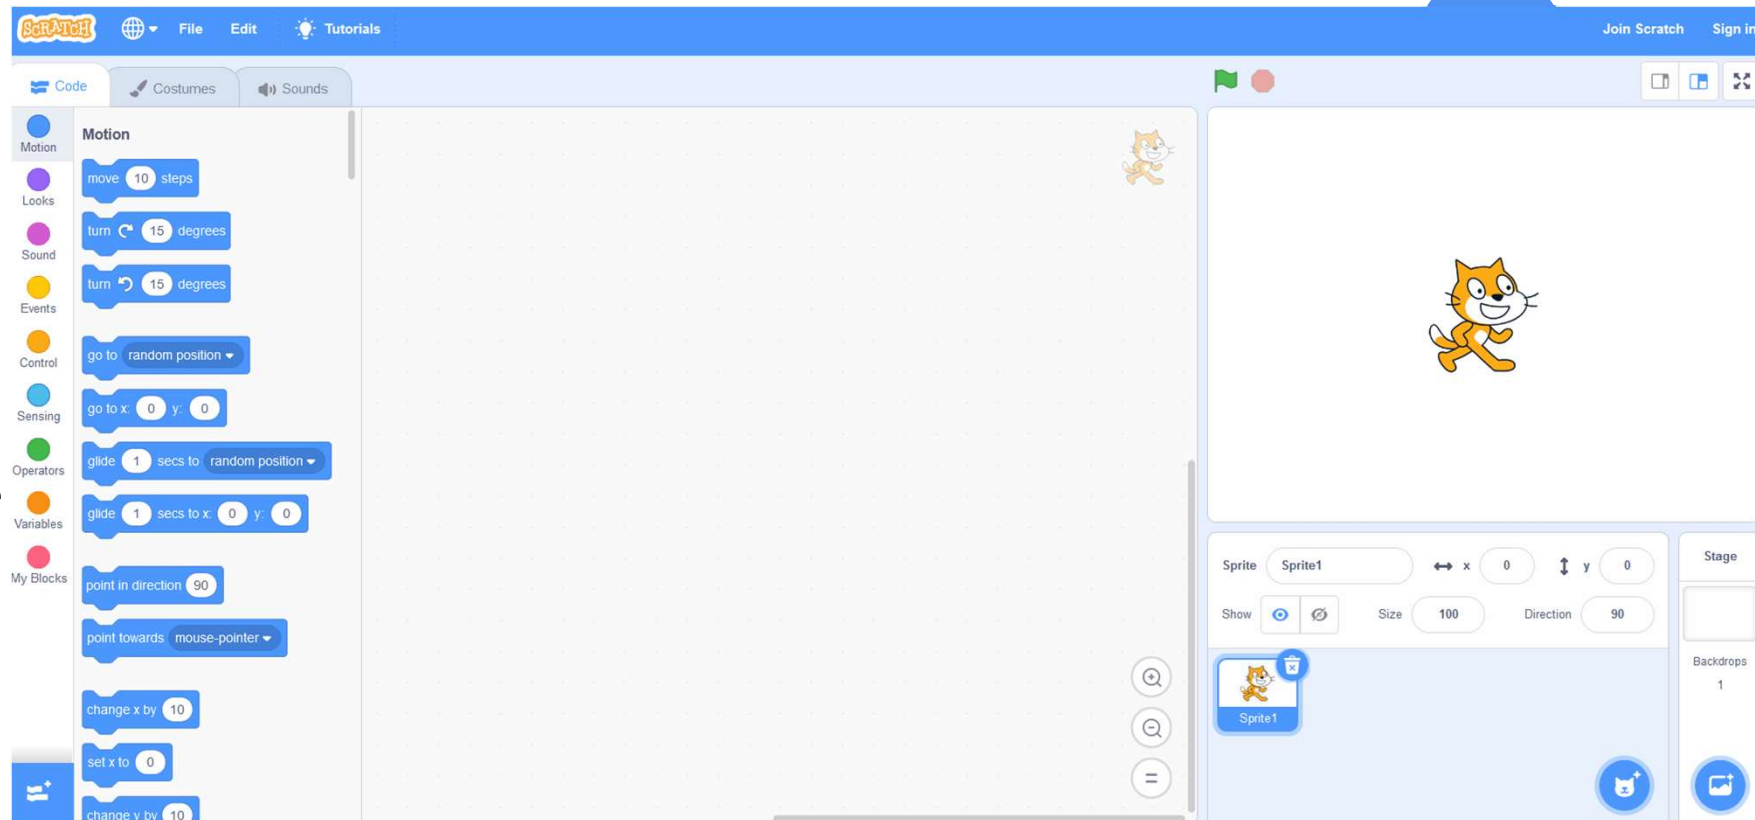 SCRATCH File Edit Tutorials Join Scratch Sign in
Code Costumes Sounds
Motion
Looks
Sound
Events
Control
Sensing
Operators
Variables
My Blocks
Motion
move 10 steps
turn 15 degrees
turn 15 degrees
go to random position
go to x: 0 y: 0
glide 1 secs to random position
glide 1 secs to x: 0 y: 0
point in direction 90
point towards mouse-pointer
change x by 10
set x to 0
change y by 10
Sprite Sprite1 x 0 y 0
Show Size 100 Direction 90
Sprite1
Stage
Backdrops
1